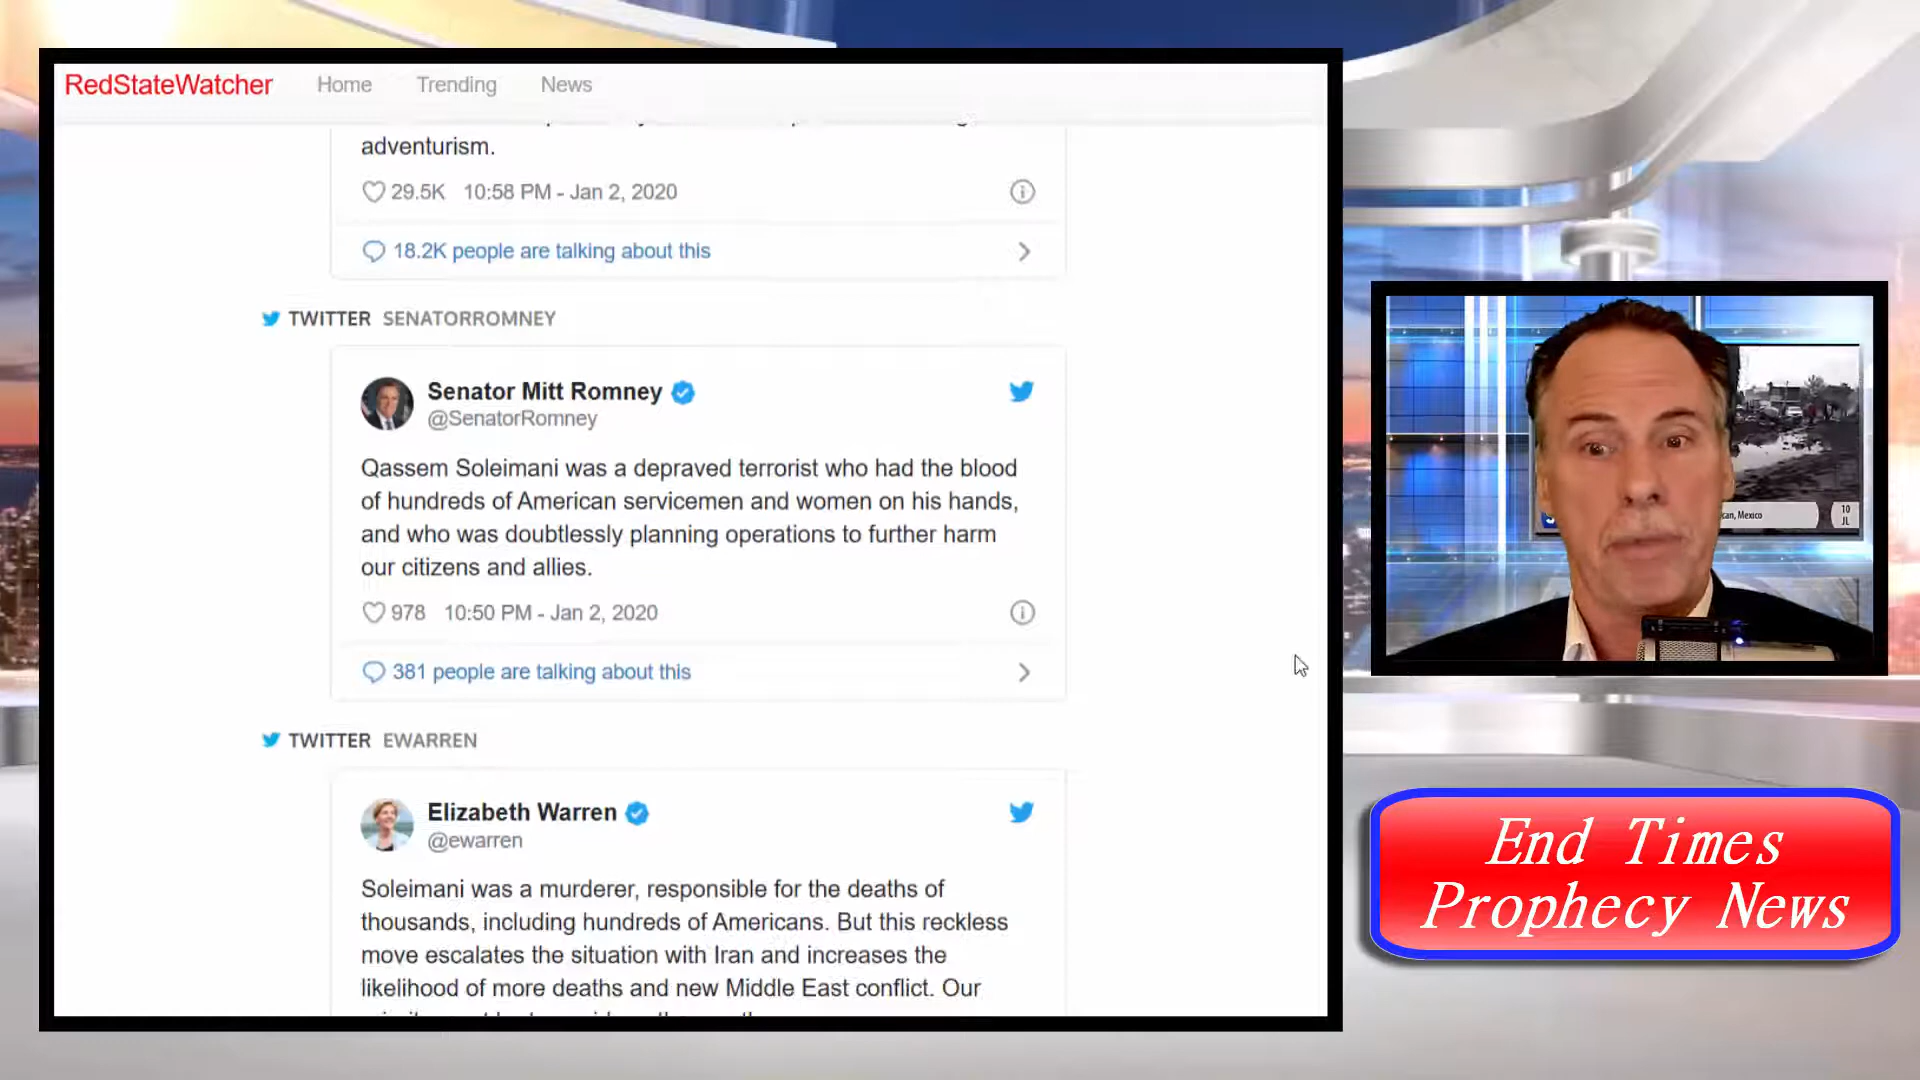 RedStateWatcher Home Trending News
adventurism.
29.5K 10:58 PM - Jan 2, 2020
18.2K people are talking about this
TWITTER SENATORROMNEY
Senator Mitt Romney
@SenatorRomney
Qassem Soleimani was a depraved terrorist who had the blood
of hundreds of American servicemen and women on his hands,
and who was doubtlessly planning operations to further harm
our citizens and allies.
978 10:50 PM - Jan 2, 2020
381 people are talking about this
TWITTER EWARREN
Elizabeth Warren
@ewarren
Soleimani was a murderer, responsible for the deaths of
thousands, including hundreds of Americans. But this reckless
move escalates the situation with Iran and increases the
likelihood of more deaths and new Middle East conflict. Our
Mexico
10
JL
End Times
Prophecy News